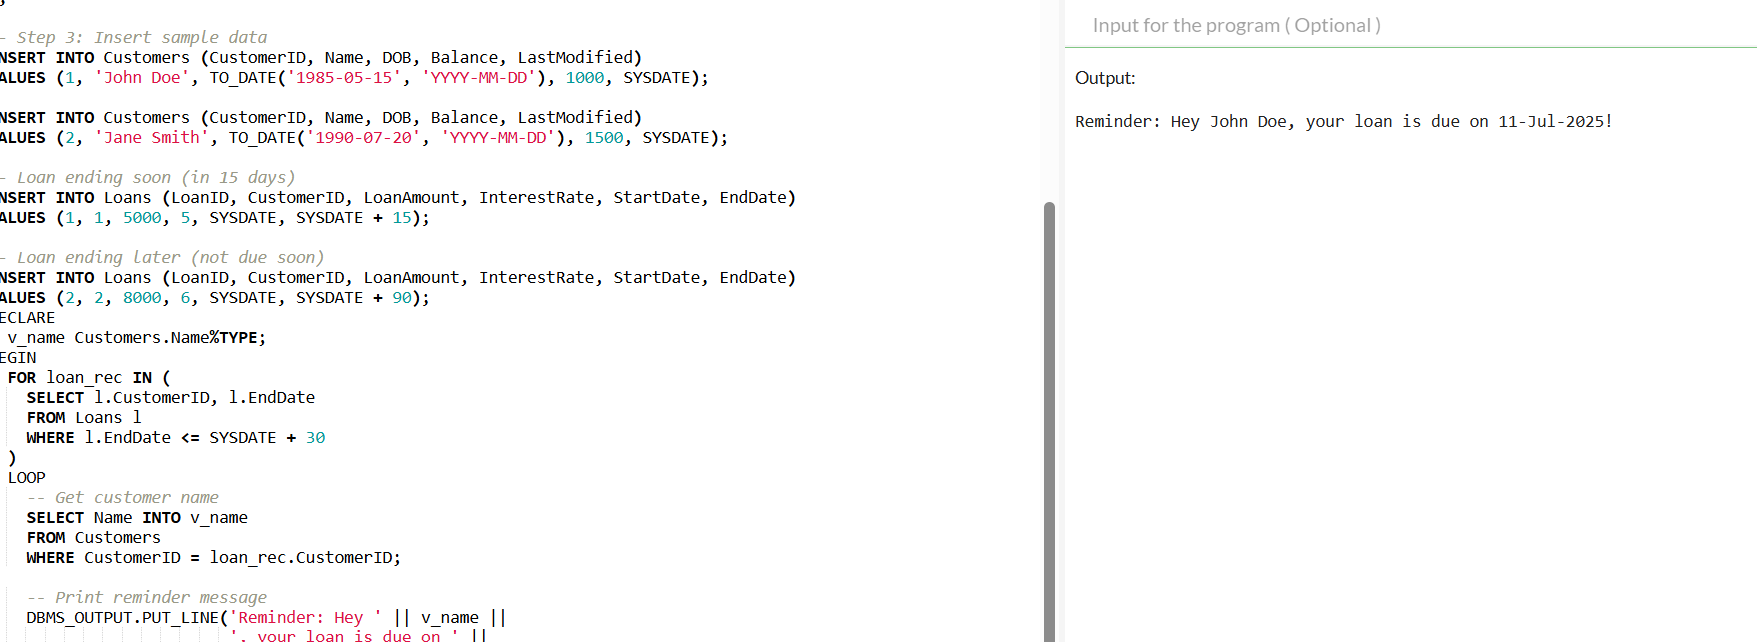 - Step 3: Insert sample data
NSERT INTO Customers (CustomerID, Name, DOB, Balance, LastModified)
ALUES (1, 'John Doe', TO_DATE('1985-05-15', 'YYYY-MM-DD'), 1000, SYSDATE);
NSERT INTO Customers (CustomerID, Name, DOB, Balance, LastModified)
ALUES (2, 'Jane Smith', TO_DATE('1990-07-20', 'YYYY-MM-DD'), 1500, SYSDATE);
- Loan ending soon (in 15 days)
NSERT INTO Loans (LoanID, CustomerID, LoanAmount, InterestRate, StartDate, EndDate)
ALUES (1, 1, 5000, 5, SYSDATE, SYSDATE + 15);
- Loan ending later (not due soon)
NSERT INTO Loans (LoanID, CustomerID, LoanAmount, InterestRate, StartDate, EndDate)
ALUES (2, 2, 8000, 6, SYSDATE, SYSDATE + 90);
ECLARE
v_name Customers.Name%TYPE;
EGIN
FOR loan_rec IN (
SELECT l.CustomerID, l.EndDate
FROM Loans l
WHERE l.EndDate <= SYSDATE + 30
)
LOOP
-- Get customer name
SELECT Name INTO v_name
FROM Customers
WHERE CustomerID = loan_rec.CustomerID;
-- Print reminder message
DBMS_OUTPUT.PUT_LINE('Reminder: Hey ' || v_name ||
', your loan is due on ' ||
Input for the program ( Optional )
Output:
Reminder: Hey John Doe, your loan is due on 11-Jul-2025!